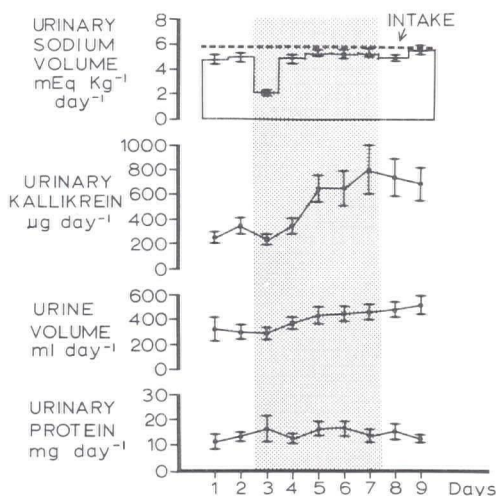 URINARY
SODIUM
VOLUME
mEq Kg⁻¹
day⁻¹
8
6
4
2
0
INTAKE
URINARY
KALLIKREIN
μg day⁻¹
1000
800
600
400
200
0
URINE
VOLUME
ml day⁻¹
600
400
200
0
URINARY
PROTEIN
mg day⁻¹
30
20
10
0
1 2 3 4 5 6 7 8 9 Days